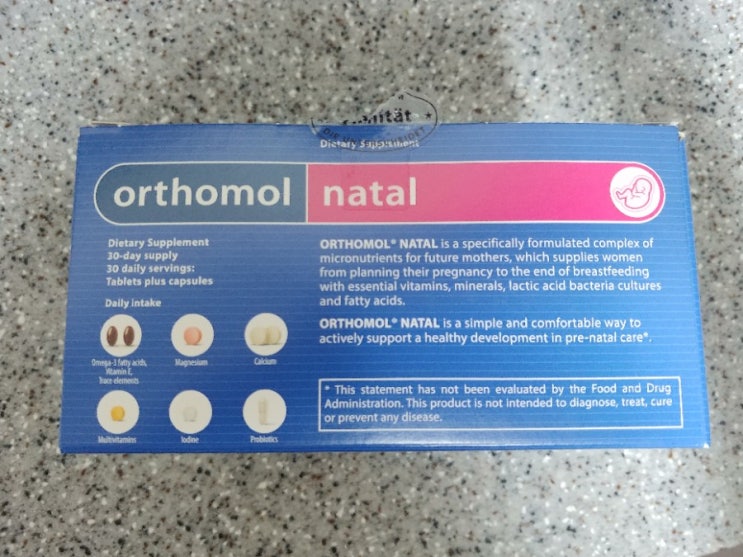 Qualität
Dietary Supplement
orthomol natal
Dietary Supplement
30-day supply
30 daily servings:
Tablets plus capsules
Daily intake
Omega-3 fatty acids,
Vitamin E,
Trace elements
Magnesium
Calcium
Multivitamins
Iodine
Probiotics
ORTHOMOL® NATAL is a specifically formulated complex of
micronutrients for future mothers, which supplies women
from planning their pregnancy to the end of breastfeeding
with essential vitamins, minerals, lactic acid bacteria cultures
and fatty acids.
ORTHOMOL® NATAL is a simple and comfortable way to
actively support a healthy development in pre-natal care*.
* This statement has not been evaluated by the Food and Drug
Administration. This product is not intended to diagnose, treat, cure
or prevent any disease.